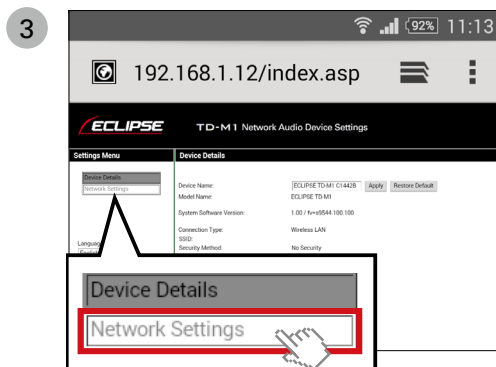 3
92% 11:13
192.168.1.12/index.asp
ECLIPSE TD-M1 Network Audio Device Settings
Settings Menu Device Details
Device Details
Network Settings
Device Name: ECLIPSE TD-M1 C1442B Apply Restore Default
Model Name: ECLIPSE TD-M1
System Software Version: 1.00 / fv=s9544.100.100
Connection Type: Wireless LAN
SSID:
Security Method: No Security
Device Details
Network Settings